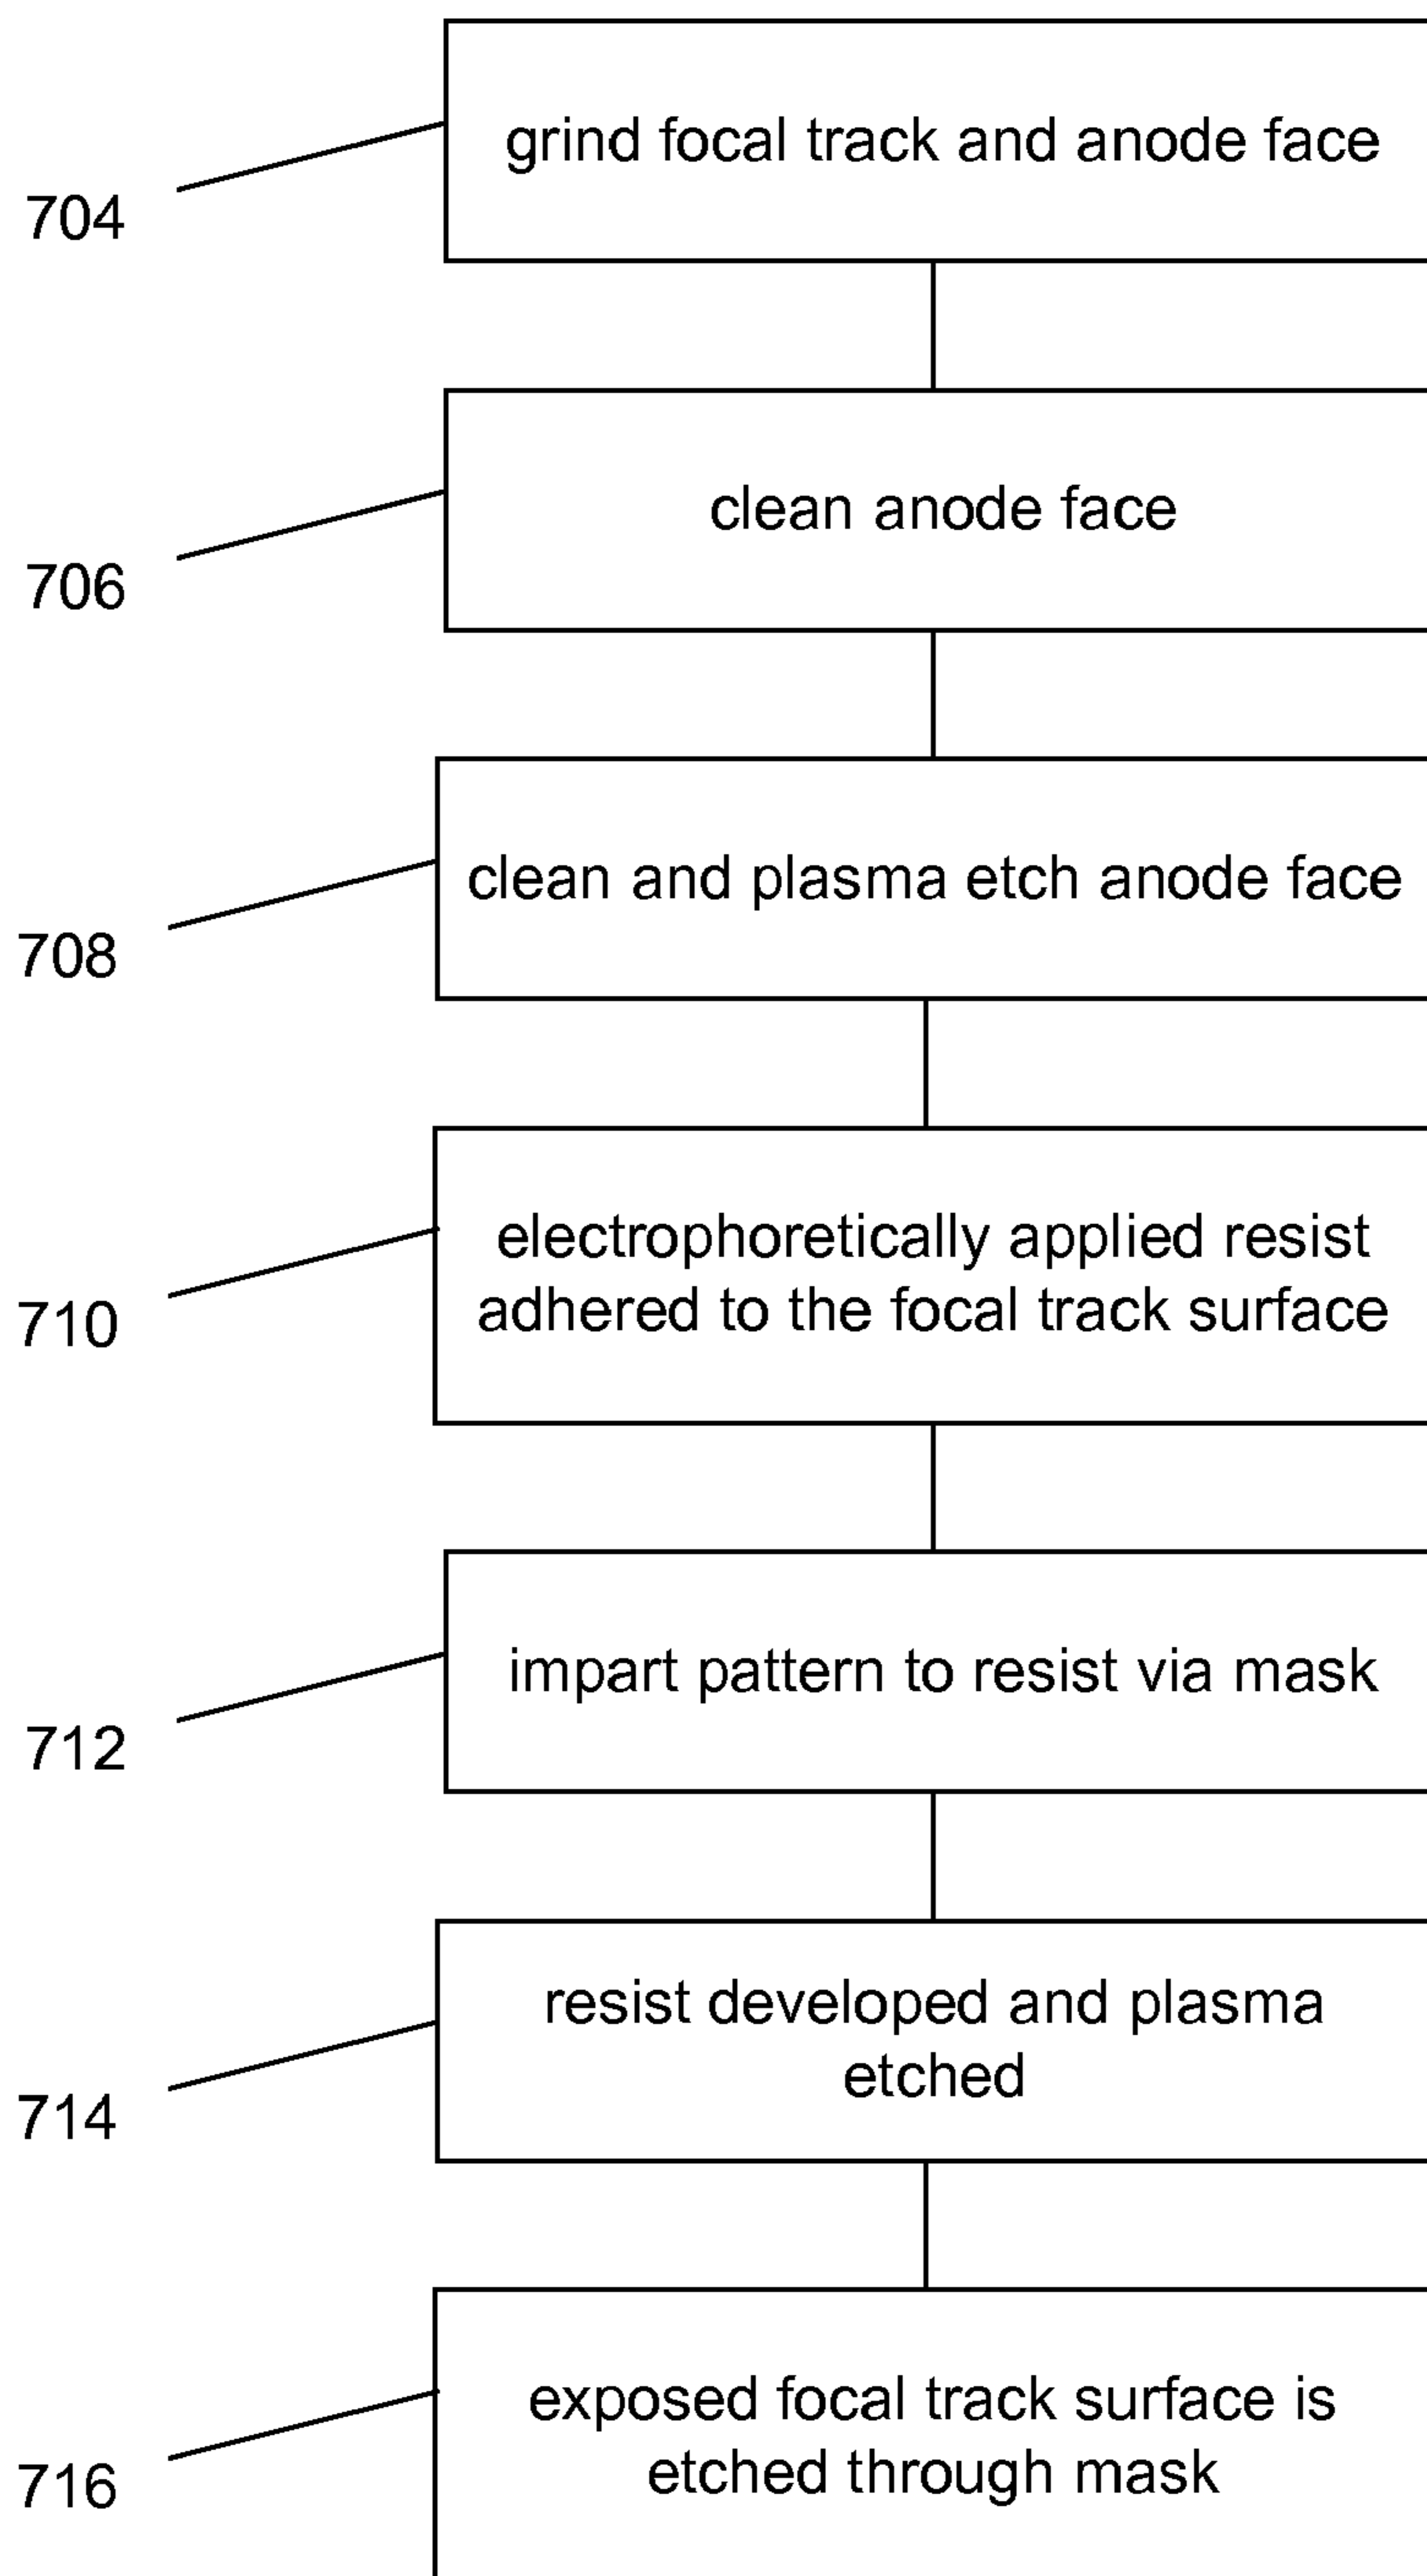 grind focal track and anode face
704
clean anode face
706
clean and plasma etch anode face
708
electrophoretically applied resist
adhered to the focal track surface
710
impart pattern to resist via mask
712
resist developed and plasma
etched
714
exposed focal track surface is
etched through mask
716